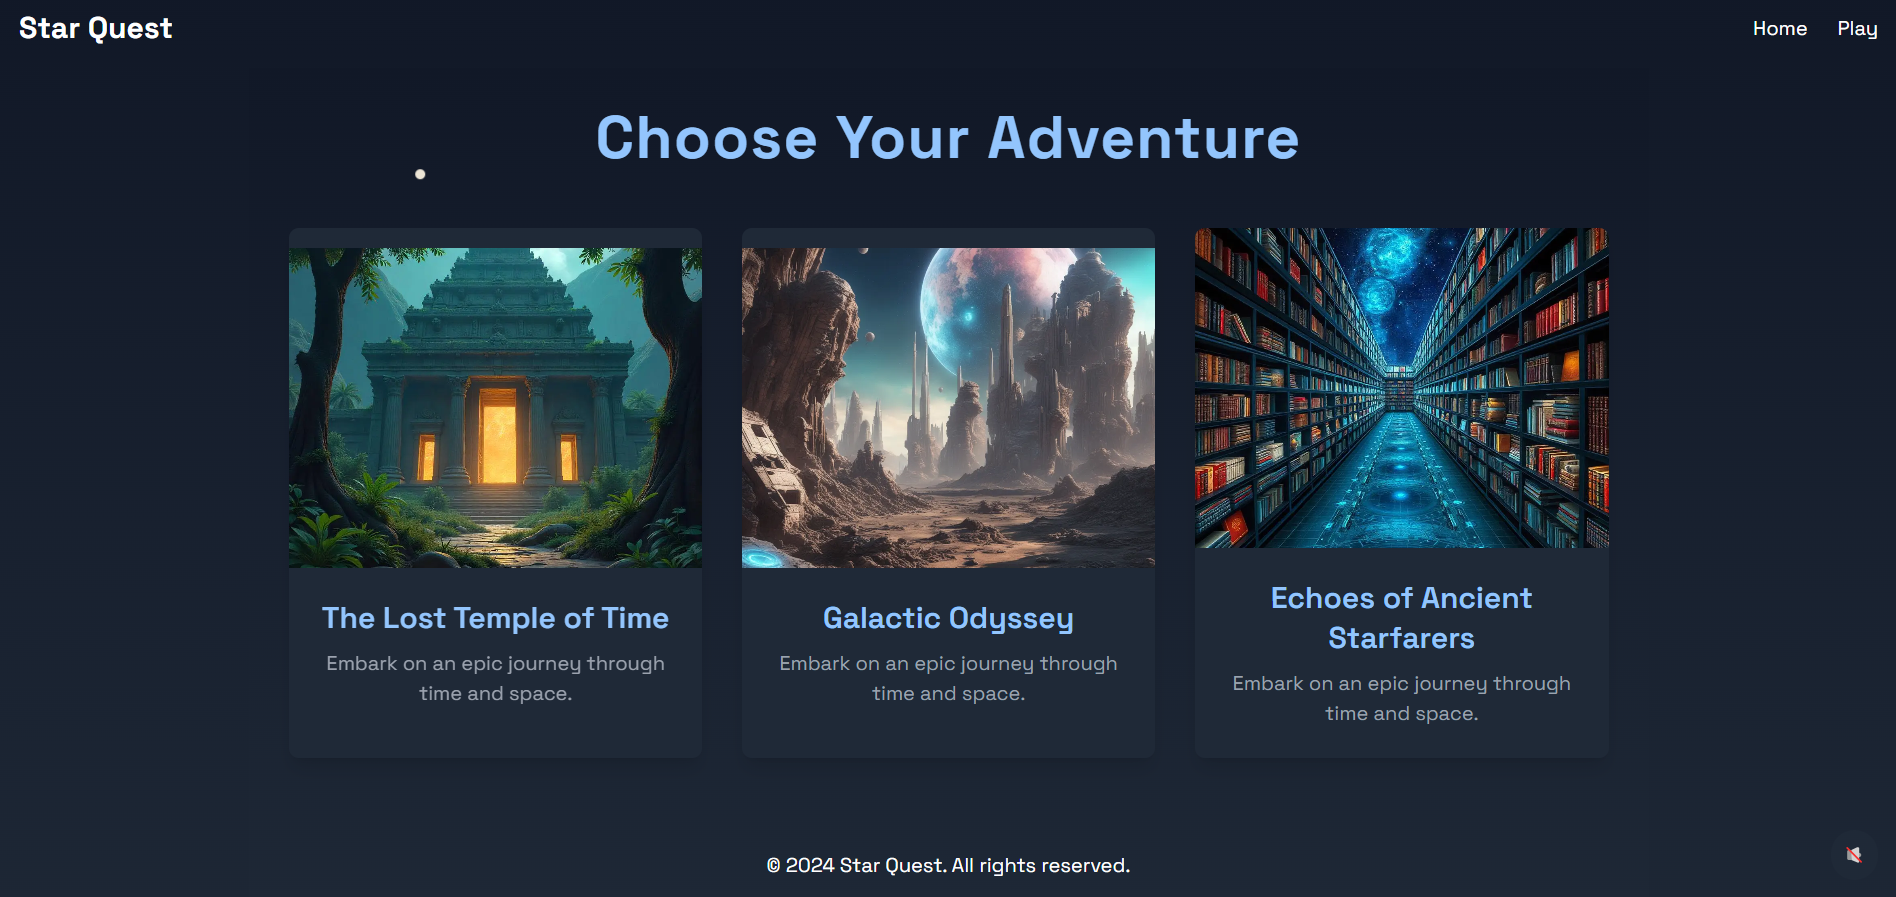 Star Quest
Home
Play
Choose Your Adventure
The Lost Temple of Time
Embark on an epic journey through
time and space.
Galactic Odyssey
Embark on an epic journey through
time and space.
Echoes of Ancient
Starfarers
Embark on an epic journey through
time and space.
© 2024 Star Quest. All rights reserved.